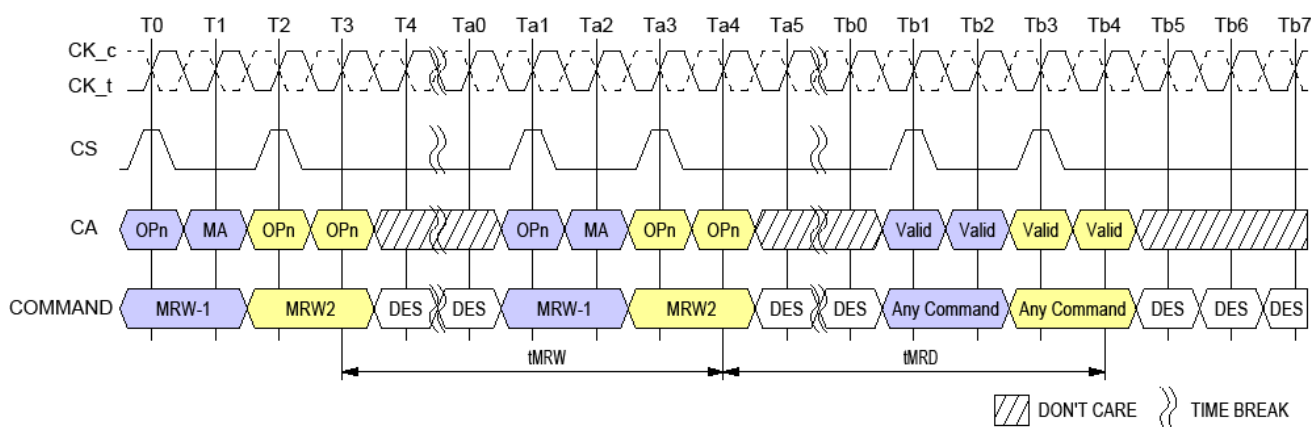 T0 T1 T2 T3 T4 Ta0 Ta1 Ta2 Ta3 Ta4 Ta5 Tb0 Tb1 Tb2 Tb3 Tb4 Tb5 Tb6 Tb7
CK_c
CK_t
CS
CA OPn MA OPn OPn OPn MA OPn OPn Valid Valid Valid Valid
COMMAND MRW-1 MRW2 DES DES MRW-1 MRW2 DES DES Any Command Any Command DES DES DES
tMRW tMRD
DON'T CARE TIME BREAK